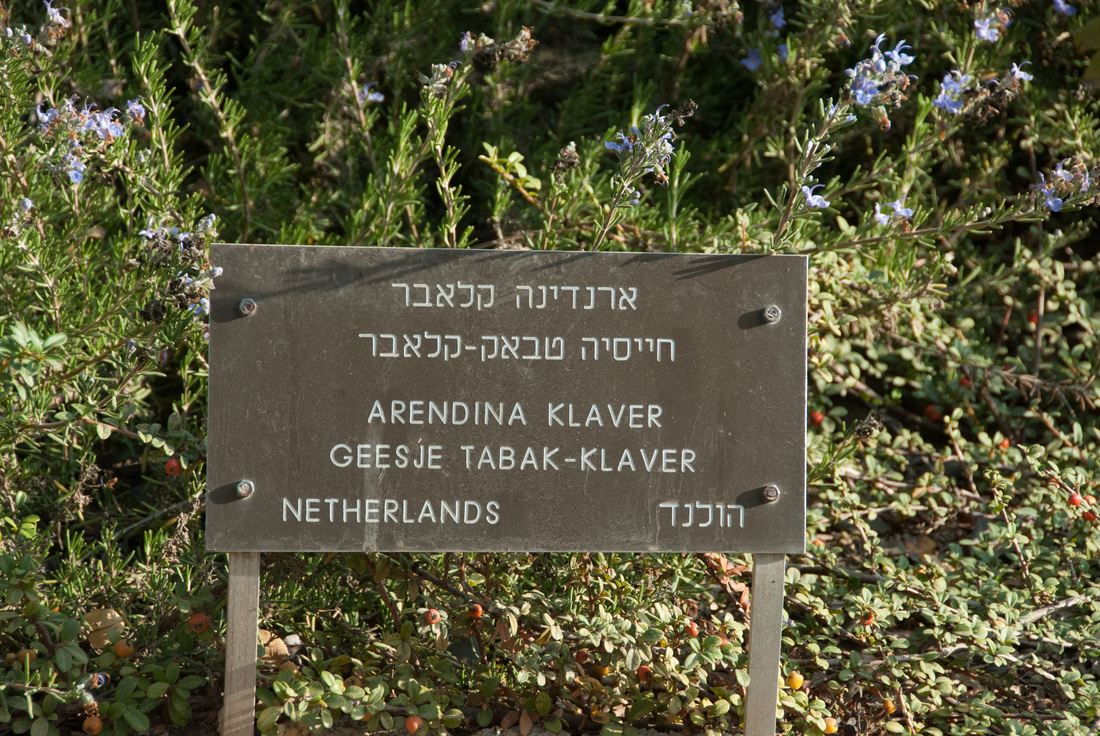 ארנדינה קלאבר
חייסיה טבאק-קלאבר
ARENDINA KLAVER
GEESJE TABAK-KLAVER
NETHERLANDS הולנד